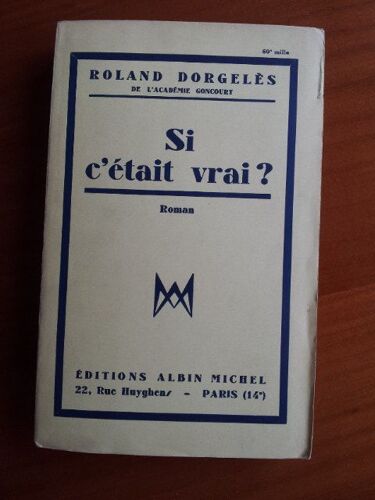 60e mille
ROLAND DORGELÈS
DE L'ACADÉMIE GONCOURT
Si
c'était vrai?
Roman
AM
ÉDITIONS ALBIN MICHEL
22, Rue Huyghens – PARIS (14e)